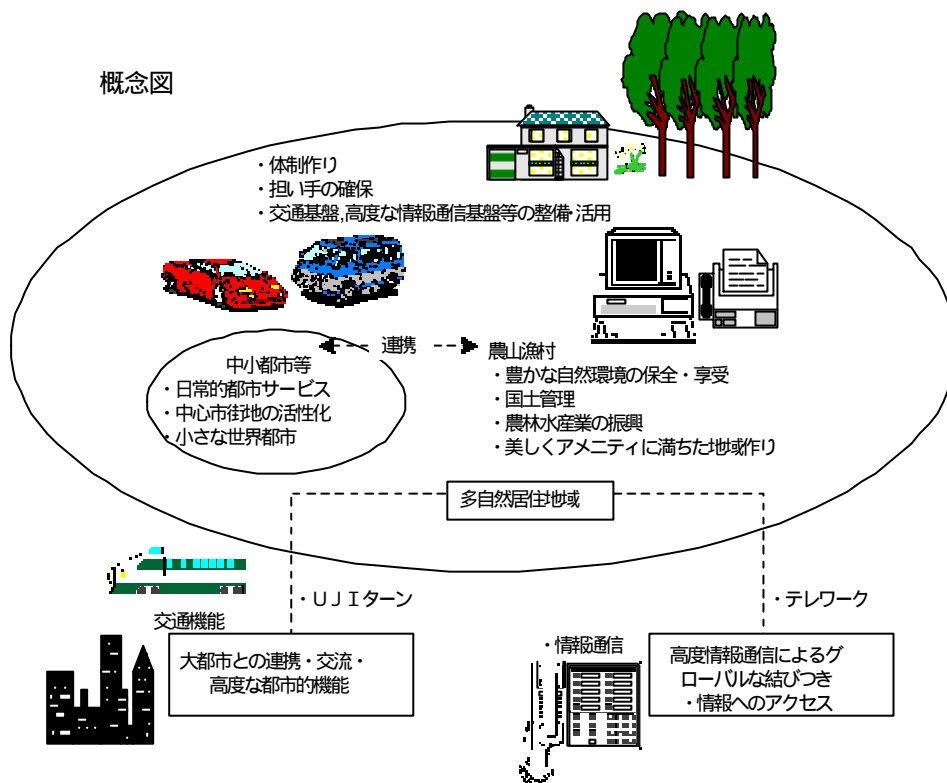 概念図
・体制作り
・担い手の確保
・交通基盤,高度な情報通信基盤等の整備・活用
連携
中小都市等
・日常的都市サービス
・中心市街地の活性化
・小さな世界都市
農山漁村
・豊かな自然環境の保全・享受
・国土管理
・農林水産業の振興
・美しくアメニティに満ちた地域作り
多自然居住地域
・ＵＪＩターン
・テレワーク
交通機能
大都市との連携・交流・
高度な都市的機能
・情報通信
高度情報通信によるグ
ローバルな結びつき
・情報へのアクセス